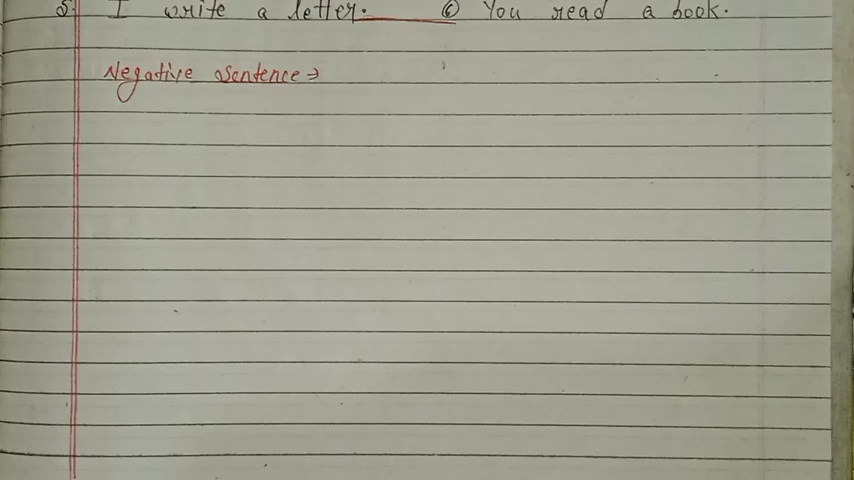 5. I write a letter. ⑥ You read a book.
Negative Sentence →